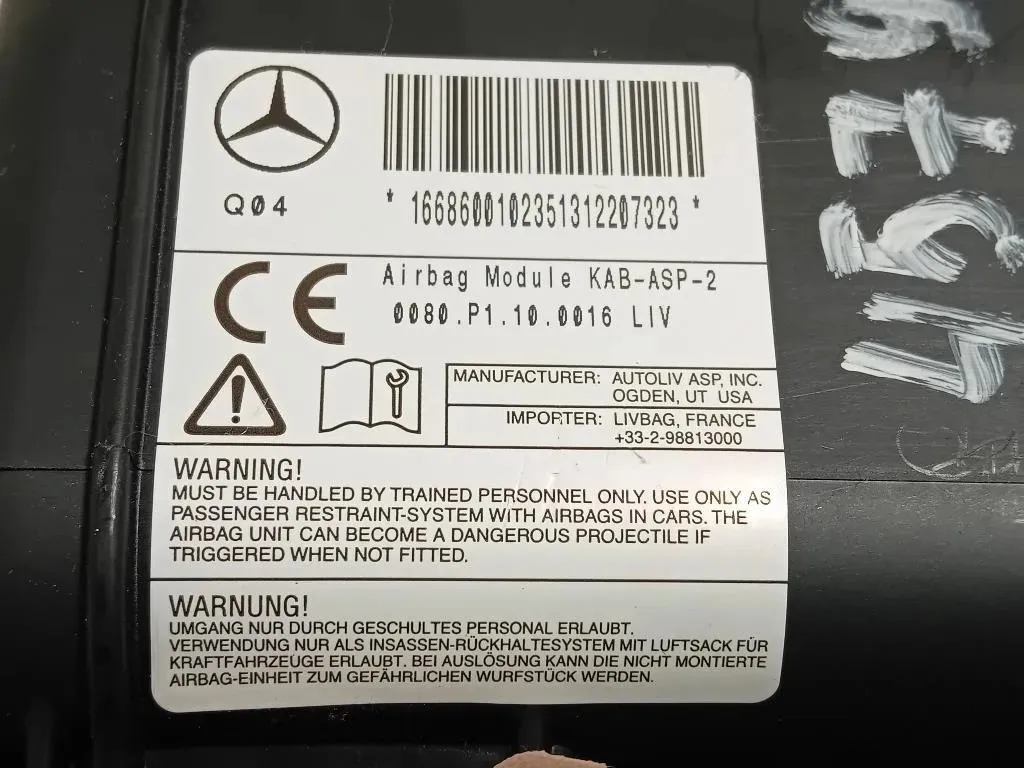 Q04
* 1668600102351312207323 *
CE
Airbag Module KAB-ASP-2
0080.P1.10.0016 LIV
MANUFACTURER: AUTOLIV ASP, INC.
OGDEN, UT USA
IMPORTER: LIVBAG, FRANCE
+33-2-98813000
WARNING!
MUST BE HANDLED BY TRAINED PERSONNEL ONLY. USE ONLY AS
PASSENGER RESTRAINT-SYSTEM WITH AIRBAGS IN CARS. THE
AIRBAG UNIT CAN BECOME A DANGEROUS PROJECTILE IF
TRIGGERED WHEN NOT FITTED.
WARNUNG!
UMGANG NUR DURCH GESCHULTES PERSONAL ERLAUBT.
VERWENDUNG NUR ALS INSASSEN-RÜCKHALTESYSTEM MIT LUFTSACK FÜR
KRAFTFAHRZEUGE ERLAUBT. BEI AUSLÖSUNG KANN DIE NICHT MONTIERTE
AIRBAG-EINHEIT ZUM GEFÄHRLICHEN WURFSTÜCK WERDEN.